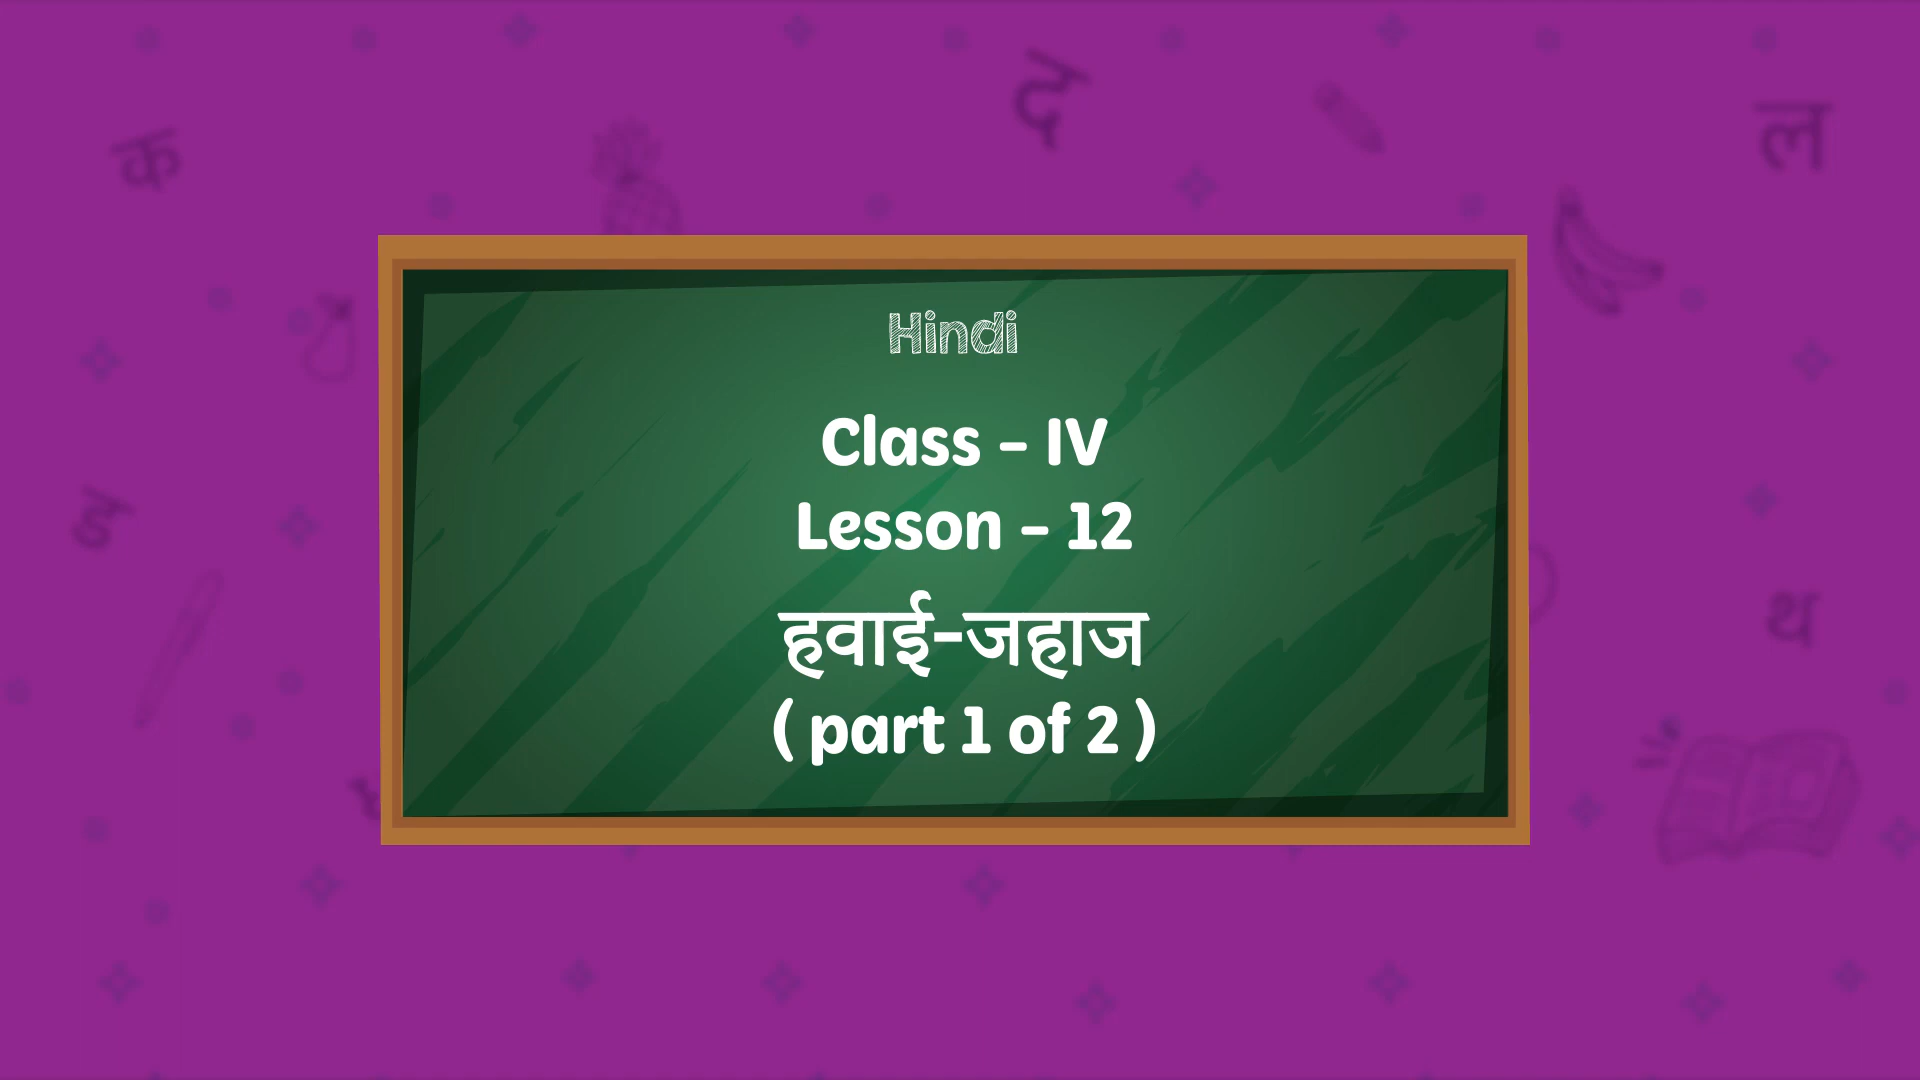 Hindi
Class – IV
Lesson – 12
हवाई-जहाज
( part 1 of 2 )
क
द
ल
ड
थ